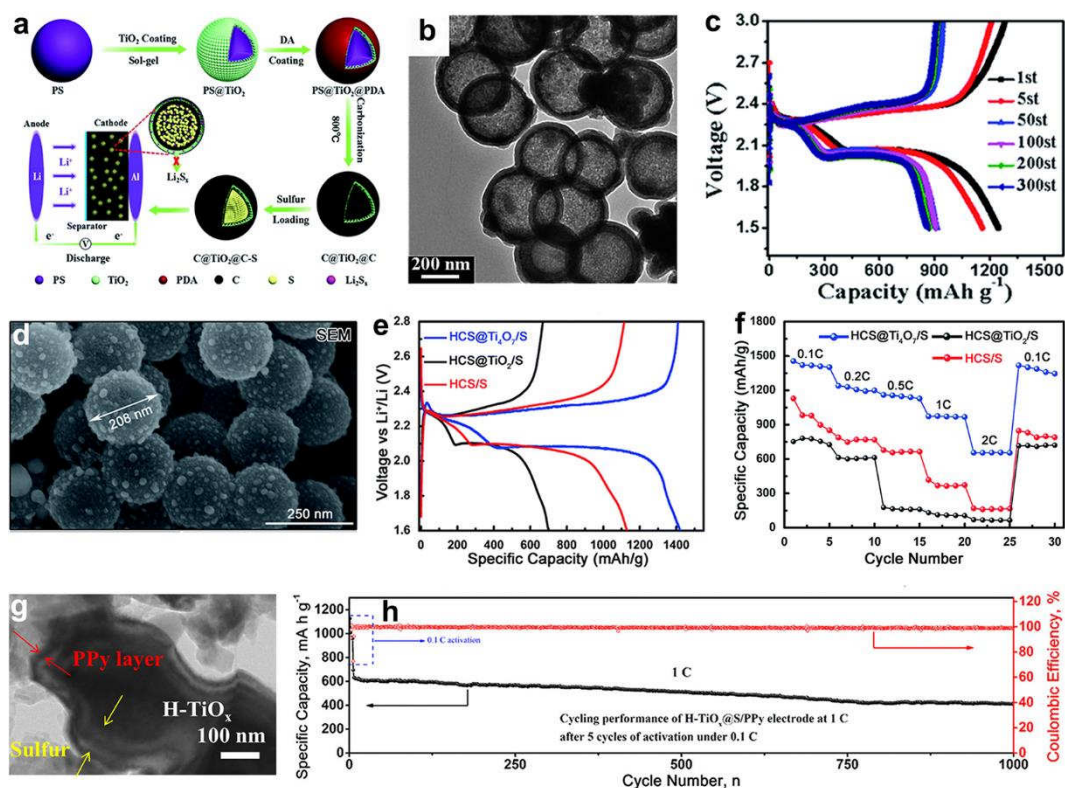 a
PS
TiO₂ Coating
Sol-gel
PS@TiO₂
DA
Coating
PS@TiO₂@PDA
Carbonization
800℃
C@TiO₂@C
Sulfur
Loading
C@TiO₂@C-S
Anode
Cathode
Li
Li⁺
Li⁺
Li⁺
Al
Li₂S₈
Separator
e⁻
V
e⁻
Discharge
PS
TiO₂
PDA
C
S
Li₂S₈
b
200 nm
c
Voltage (V)
3.0
2.7
2.4
2.1
1.8
1.5
1st
5st
50st
100st
200st
300st
0 300 600 900 1200 1500
Capacity (mAh g⁻¹)
d
SEM
208 nm
250 nm
e
Voltage vs Li⁺/Li (V)
2.8
2.6
2.4
2.2
2.0
1.8
1.6
HCS@Ti₄O₇/S
HCS@TiO₂/S
HCS/S
0 200 400 600 800 1000 1200 1400
Specific Capacity (mAh/g)
f
Specific Capacity (mAh/g)
1800
1500
1200
900
600
300
0
HCS@Ti₄O₇/S
HCS@TiO₂/S
HCS/S
0.1C
0.2C
0.5C
1C
2C
0.1C
0 5 10 15 20 25 30
Cycle Number
g
PPy layer
H-TiOₓ
100 nm
Sulfur
h
Specific Capacity, mA h g⁻¹
1200
1000
800
600
400
200
0
0.1 C activation
1 C
Cycling performance of H-TiOₓ@S/PPy electrode at 1 C
after 5 cycles of activation under 0.1 C
0 250 500 750 1000
Cycle Number, n
100
80
60
40
20
0
Coulombic Efficiency, %